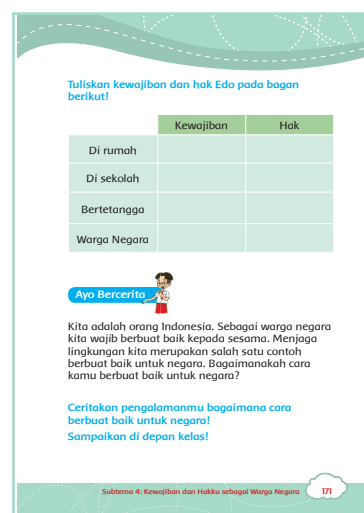 Tuliskan kewajiban dan hak Edo pada bagan
berikut!
Kewajiban Hak
Di rumah
Di sekolah
Bertetangga
Warga Negara
Ayo Bercerita
Kita adalah orang Indonesia. Sebagai warga negara
kita wajib berbuat baik kepada sesama. Menjaga
lingkungan kita merupakan salah satu contoh
berbuat baik untuk negara. Bagaimanakah cara
kamu berbuat baik untuk negara?
Ceritakan pengalamanmu bagaimana cara
berbuat baik untuk negara!
Sampaikan di depan kelas!
Subtema 4: Kewajiban dan Hakku sebagai Warga Negara 171